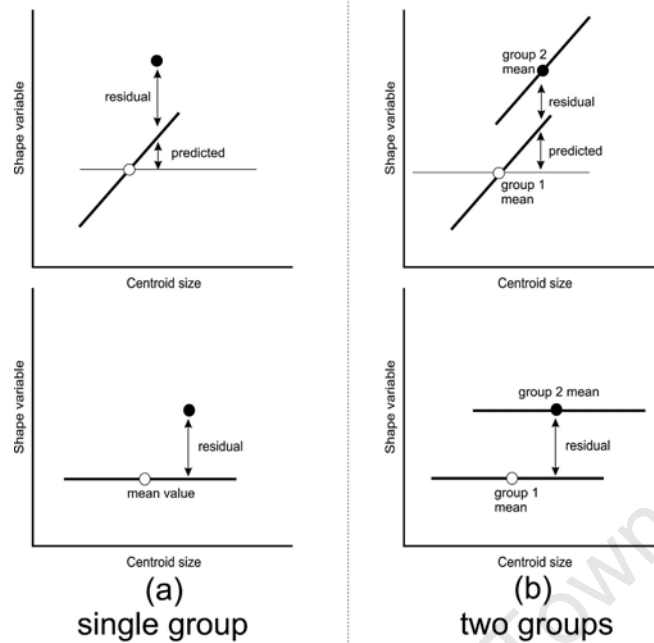 Shape variable
residual
predicted
Centroid size
group 2
mean
residual
predicted
group 1
mean
Shape variable
Centroid size
Shape variable
residual
mean value
Centroid size
group 2 mean
residual
group 1
mean
Shape variable
Centroid size
(a)
single group
(b)
two groups
Town